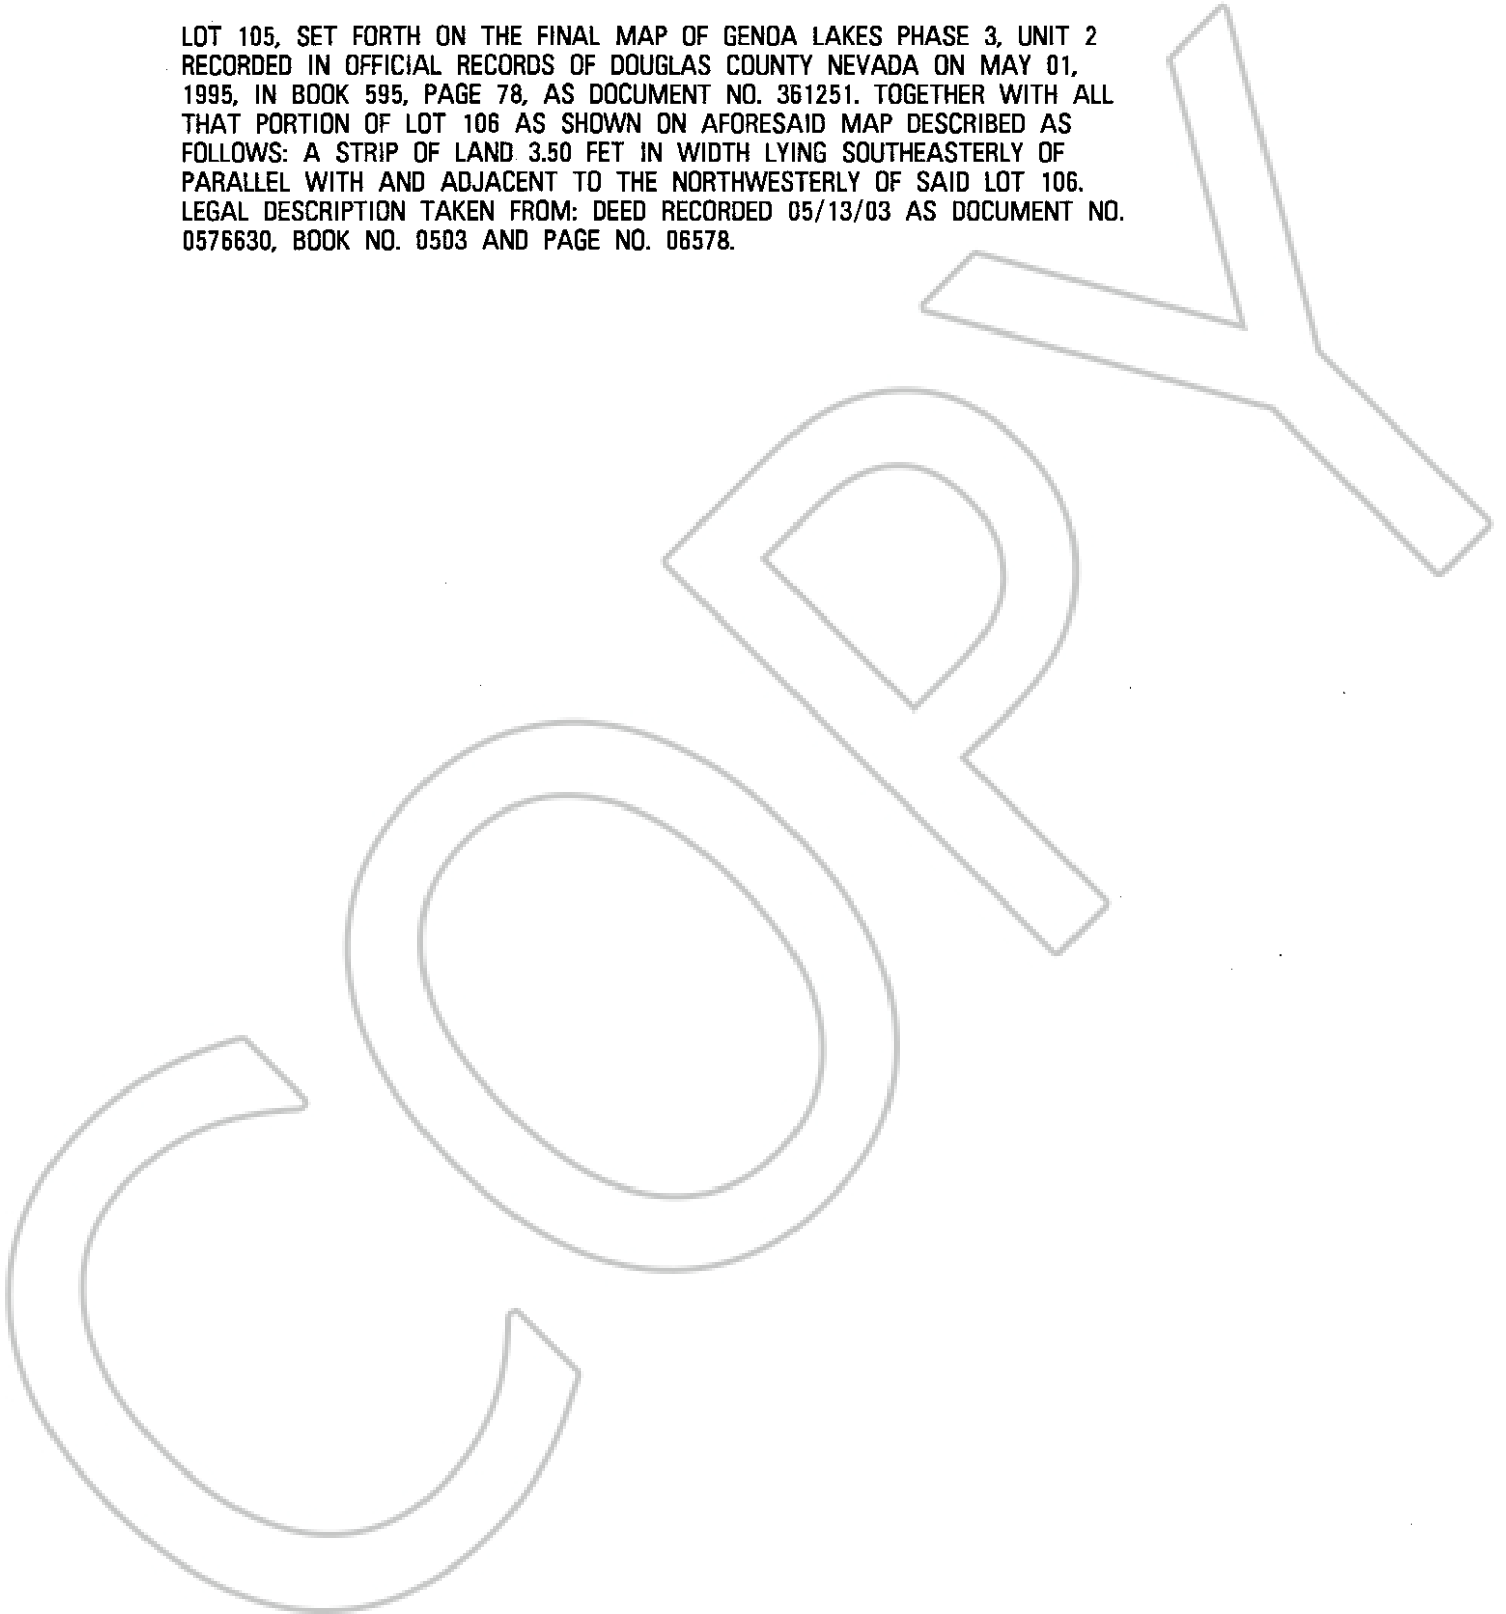 LOT 105, SET FORTH ON THE FINAL MAP OF GENOA LAKES PHASE 3, UNIT 2
RECORDED IN OFFICIAL RECORDS OF DOUGLAS COUNTY NEVADA ON MAY 01,
1995, IN BOOK 595, PAGE 78, AS DOCUMENT NO. 361251. TOGETHER WITH ALL
THAT PORTION OF LOT 106 AS SHOWN ON AFORESAID MAP DESCRIBED AS
FOLLOWS: A STRIP OF LAND 3.50 FET IN WIDTH LYING SOUTHEASTERLY OF
PARALLEL WITH AND ADJACENT TO THE NORTHWESTERLY OF SAID LOT 106.
LEGAL DESCRIPTION TAKEN FROM: DEED RECORDED 05/13/03 AS DOCUMENT NO.
0576630, BOOK NO. 0503 AND PAGE NO. 06578.
COPY